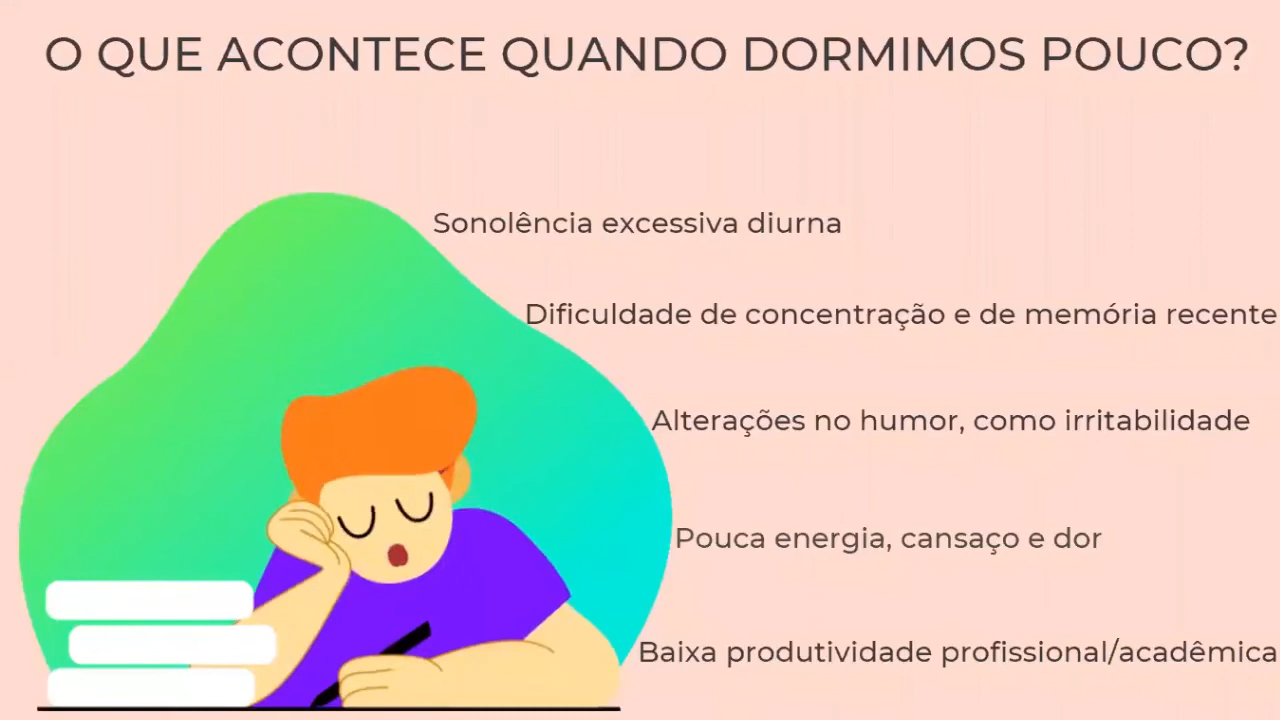 O QUE ACONTECE QUANDO DORMIMOS POUCO?
Sonolência excessiva diurna
Dificuldade de concentração e de memória recente
Alterações no humor, como irritabilidade
Pouca energia, cansaço e dor
Baixa produtividade profissional/acadêmica